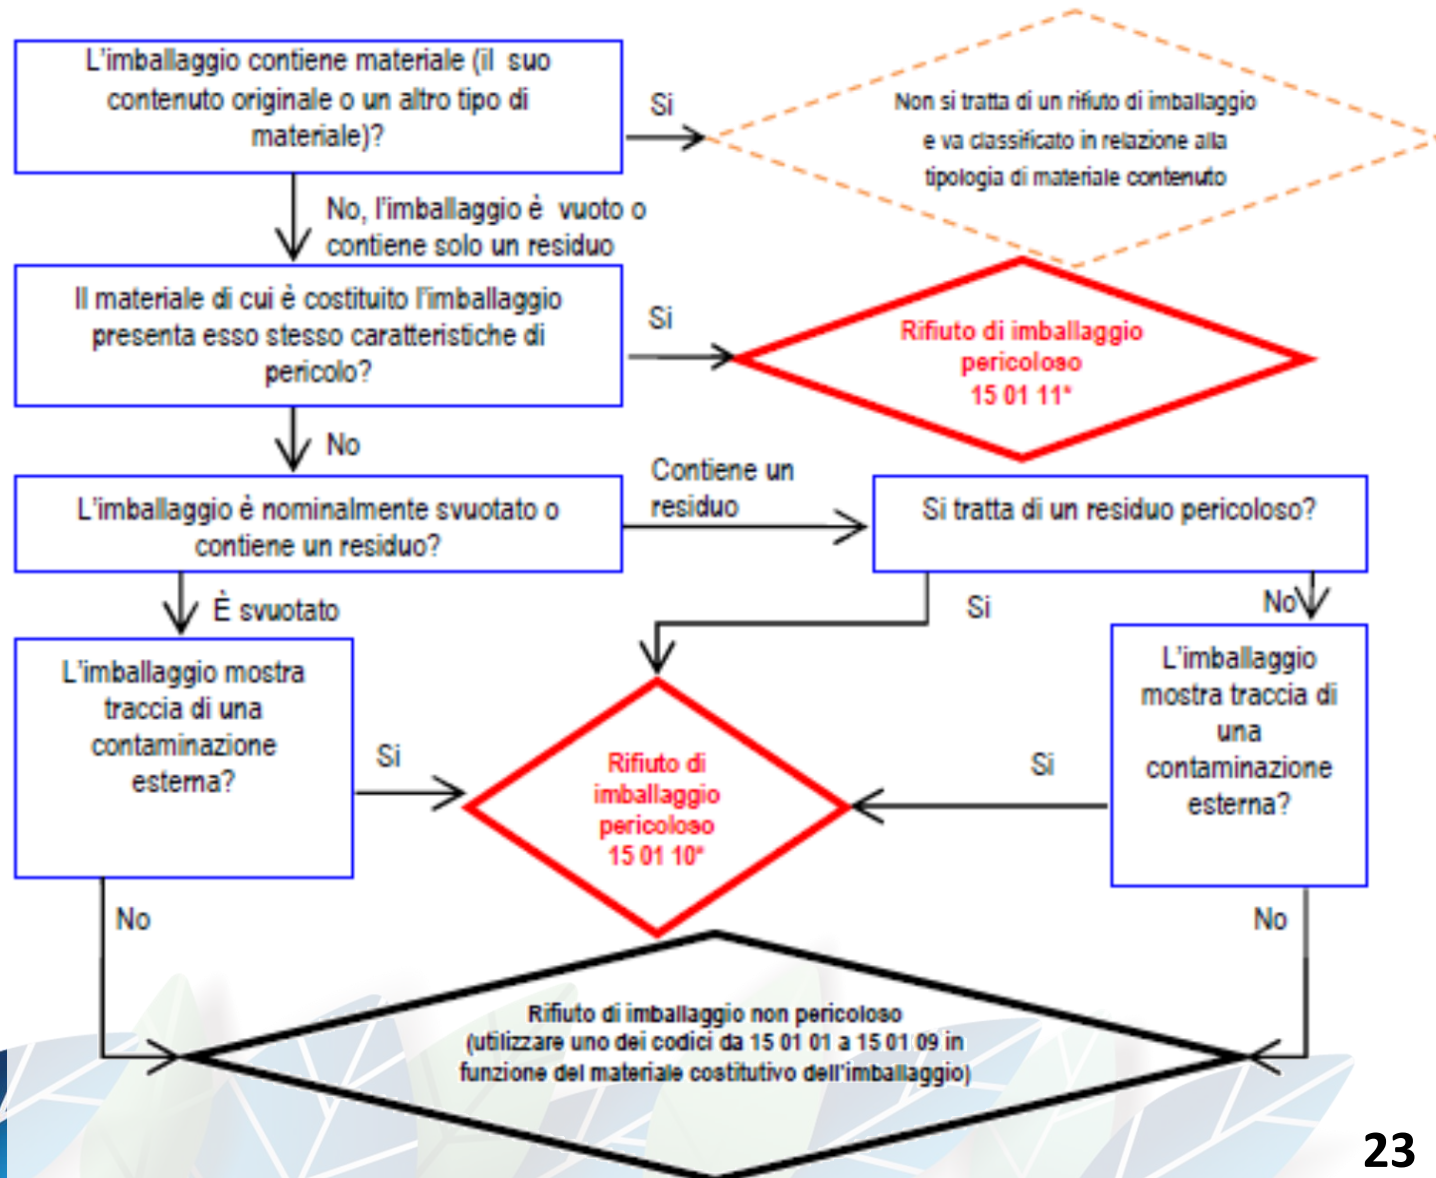 L'imballaggio contiene materiale (il suo
contenuto originale o un altro tipo di
materiale)?
Si
Non si tratta di un rifiuto di imballaggio
e va classificato in relazione alla
tipologia di materiale contenuto
No, l'imballaggio è vuoto o
contiene solo un residuo
Il materiale di cui è costituito l'imballaggio
presenta esso stesso caratteristiche di
pericolo?
Si
Rifiuto di imballaggio
pericoloso
15 01 11*
No
L'imballaggio è nominalmente svuotato o
contiene un residuo?
Contiene un
residuo
Si tratta di un residuo pericoloso?
È svuotato
Si
No
L'imballaggio mostra
traccia di una
contaminazione
esterna?
Si
Rifiuto di
imballaggio
pericoloso
15 01 10*
Si
L'imballaggio
mostra traccia di
una
contaminazione
esterna?
No
No
Rifiuto di imballaggio non pericoloso
(utilizzare uno dei codici da 15 01 01 a 15 01 09 in
funzione del materiale costitutivo dell'imballaggio)
23